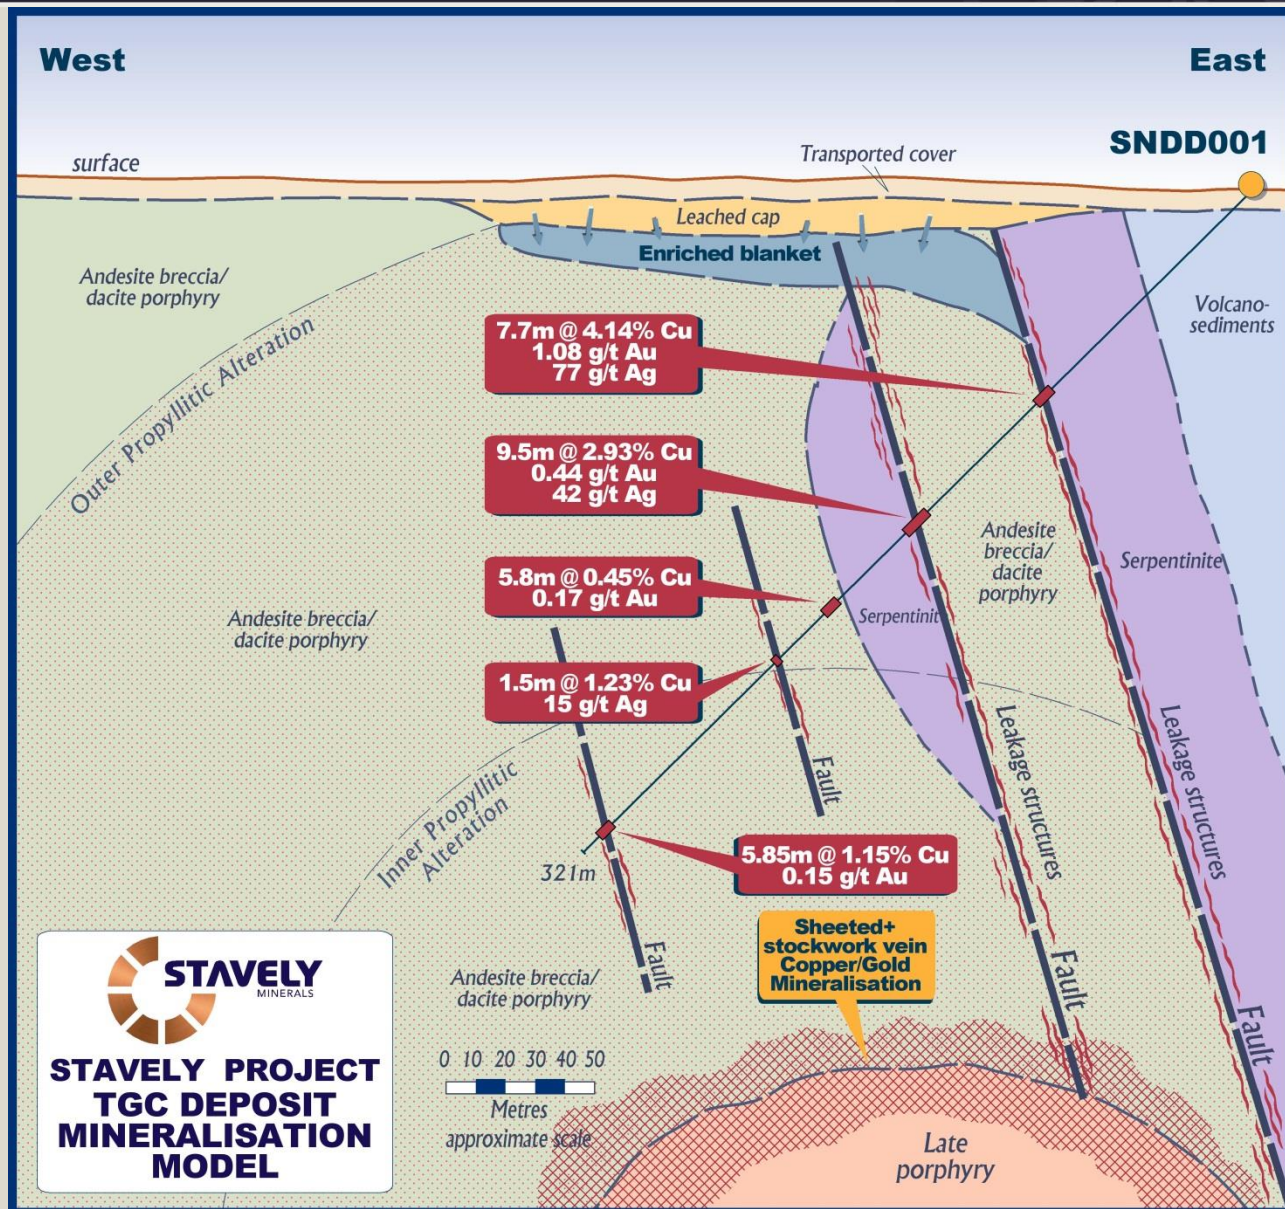 West
East
SNDD001
surface
Transported cover
Leached cap
Enriched blanket
Andesite breccia/
dacite porphyry
Volcano-
sediments
Outer Propyllitic Alteration
7.7m @ 4.14% Cu
1.08 g/t Au
77 g/t Ag
9.5m @ 2.93% Cu
0.44 g/t Au
42 g/t Ag
Andesite
breccia/
dacite
porphyry
Serpentinite
5.8m @ 0.45% Cu
0.17 g/t Au
Serpentinit
Andesite breccia/
dacite porphyry
1.5m @ 1.23% Cu
15 g/t Ag
Leakage structures
Leakage structures
Fault
Inner Propyllitic
Alteration
321m
5.85m @ 1.15% Cu
0.15 g/t Au
Sheeted+
stockwork vein
Copper/Gold
Mineralisation
Fault
Fault
Fault
Andesite breccia/
dacite porphyry
STAVELY
MINERALS
STAVELY PROJECT
TGC DEPOSIT
MINERALISATION
MODEL
0 10 20 30 40 50
Metres
approximate scale
Late
porphyry